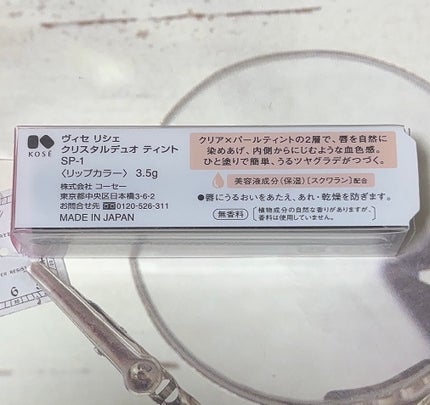 KOSÉ
ヴィセ リシェ
クリスタルデュオ ティント
SP-1
〈リップカラー〉 3.5g
株式会社 コーセー
東京都中央区日本橋3-6-2
お問合せ先 0120-526-311
MADE IN JAPAN
クリア×パールティントの2層で、唇を自然に
染めあげ、内側からにじむような血色感。
ひと塗りで簡単、うるツヤグラデがつづく。
美容液成分(保湿)[スクワラン]配合
●唇にうるおいをあたえ、あれ・乾燥を防ぎます。
無香料 [植物成分の自然な香りがありますが、
香料は使用していません。]